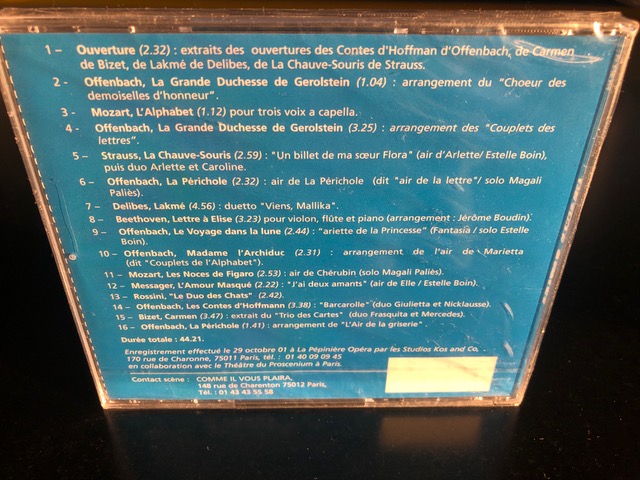 1 – Ouverture (2.32) : extraits des ouvertures des Contes d'Hoffman d'Offenbach, de Carmen
de Bizet, de Lakmé de Delibes, de La Chauve-Souris de Strauss.
2 - Offenbach, La Grande Duchesse de Gerolstein (1.04) : arrangement du "Choeur des
demoiselles d'honneur".
3 - Mozart, L'Alphabet (1.12) pour trois voix a capella.
4 - Offenbach, La Grande Duchesse de Gerolstein (3.25) : arrangement des "Couplets des
lettres".
5 – Strauss, La Chauve-Souris (2.59) : "Un billet de ma sœur Flora" (air d'Arlette/ Estelle Boin),
puis duo Arlette et Caroline.
6 – Offenbach, La Périchole (2.32) : air de La Périchole (dit "air de la lettre"/ solo Magali
Paliès).
7 – Delibes, Lakmé (4.56) : duetto "Viens, Mallika".
8 – Beethoven, Lettre à Elise (3.23) pour violon, flûte et piano (arrangement : Jérôme Boudin).
9 – Offenbach, Le Voyage dans la lune (2.44) : "ariette de la Princesse" (Fantasia / solo Estelle
Boin).
10 – Offenbach, Madame l'Archiduc (2.31) : arrangement de l'air de Marietta
(dit "Couplets de l'Alphabet").
11 – Mozart, Les Noces de Figaro (2.53) : air de Chérubin (solo Magali Paliès).
12 – Messager, L'Amour Masqué (2.22) : "J'ai deux amants" (air de Elle / Estelle Boin).
13 – Rossini, "Le Duo des Chats" (2.42).
14 – Offenbach, Les Contes d'Hoffmann (3.38) : "Barcarolle" (duo Giulietta et Nicklausse).
15 – Bizet, Carmen (3.47) : extrait du "Trio des Cartes" (duo Frasquita et Mercedes).
16 – Offenbach, La Périchole (1.41) : arrangement de "L'Air de la griserie".
Durée totale : 44.21.
Enregistrement effectué le 29 octobre 01 à La Pépinière Opéra par les Studios Kos and Co,
170 rue de Charonne, 75011 Paris, tél. : 01 40 09 09 45
en collaboration avec le Théâtre du Proscenium à Paris.
Contact scène : COMME IL VOUS PLAIRA,
148 rue de Charenton 75012 Paris,
Tél. : 01 43 43 55 58